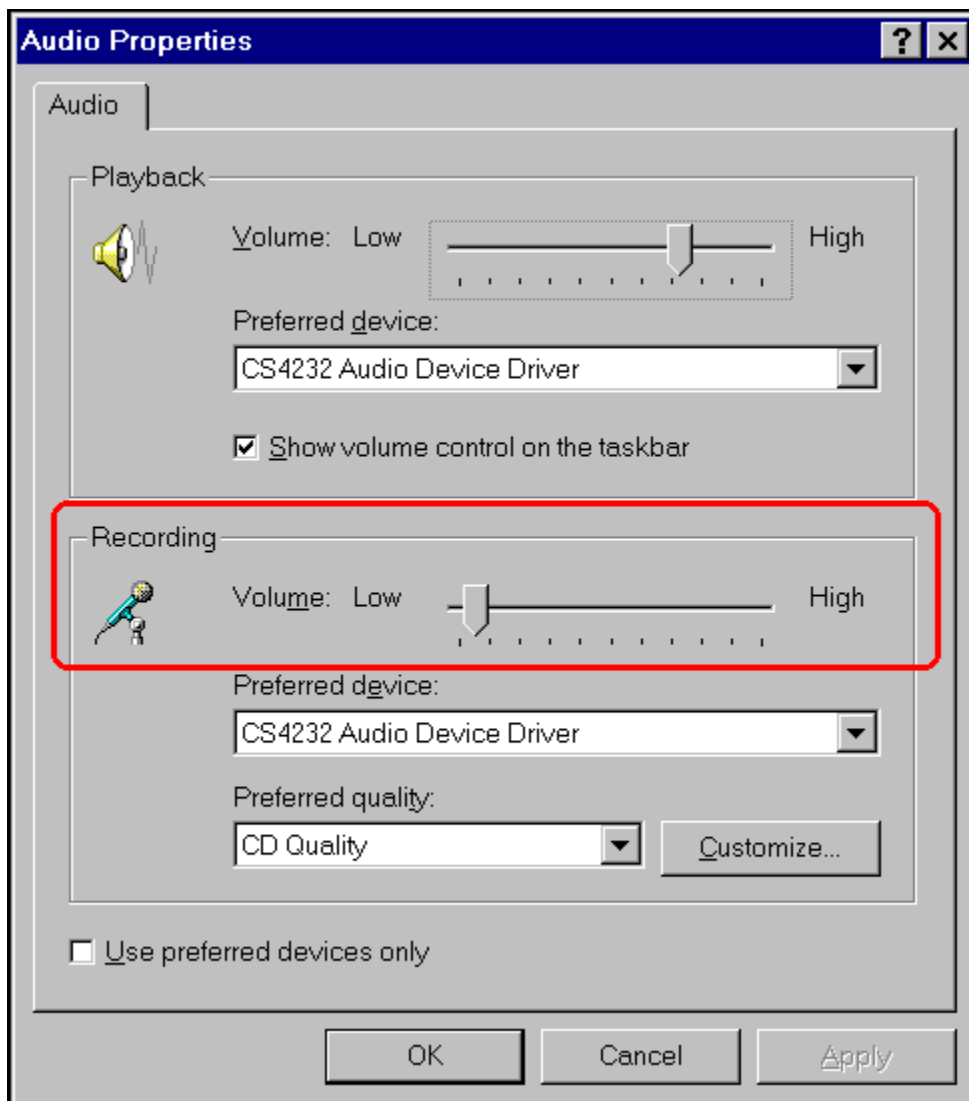 Audio Properties
Audio
Playback
Volume: Low High
Preferred device:
CS4232 Audio Device Driver
Show volume control on the taskbar
Recording
Volume: Low High
Preferred device:
CS4232 Audio Device Driver
Preferred quality:
CD Quality Customize...
Use preferred devices only
OK Cancel Apply